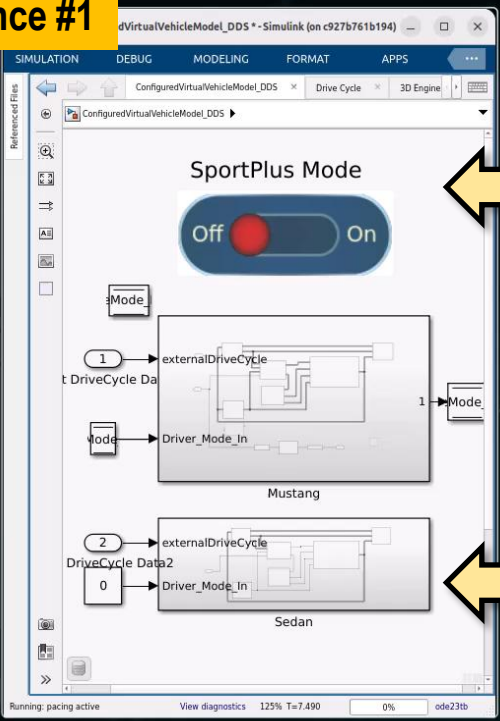 nce #1
dVirtualVehicleModel_DDS * - Simulink (on c927b761b194)
SIMULATION DEBUG MODELING FORMAT APPS
ConfiguredVirtualVehicleModel_DDS × Drive Cycle × 3D Engine
Referenced Files
ConfiguredVirtualVehicleModel_DDS
SportPlus Mode
Off On
eMode_
1 externalDriveCycle
t DriveCycle Da
1 Mode_
Mode Driver_Mode_In
Mustang
2 externalDriveCycle
DriveCycle Data2
0 Driver_Mode_In
Sedan
Running: pacing active View diagnostics 125% T=7.490 0% ode23tb